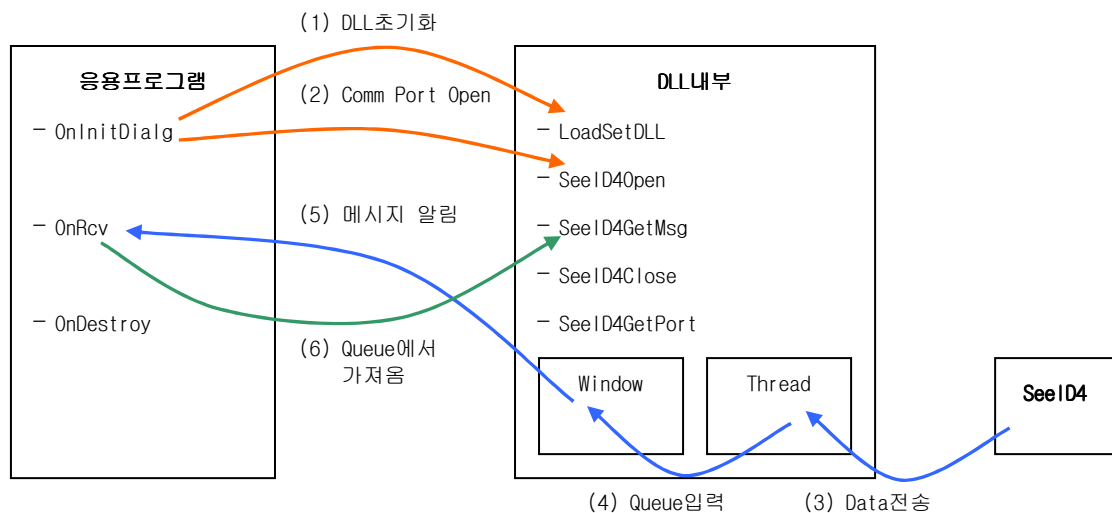 (1) DLL초기화
응용프로그램
DLL내부
(2) Comm Port Open
- OnInitDialg
- LoadSetDLL
- SeeID4Open
(5) 메시지 알림
- OnRcv
- SeeID4GetMsg
- SeeID4Close
- OnDestroy
- SeeID4GetPort
(6) Queue에서
가져옴
Window
Thread
SeeID4
(4) Queue입력
(3) Data전송